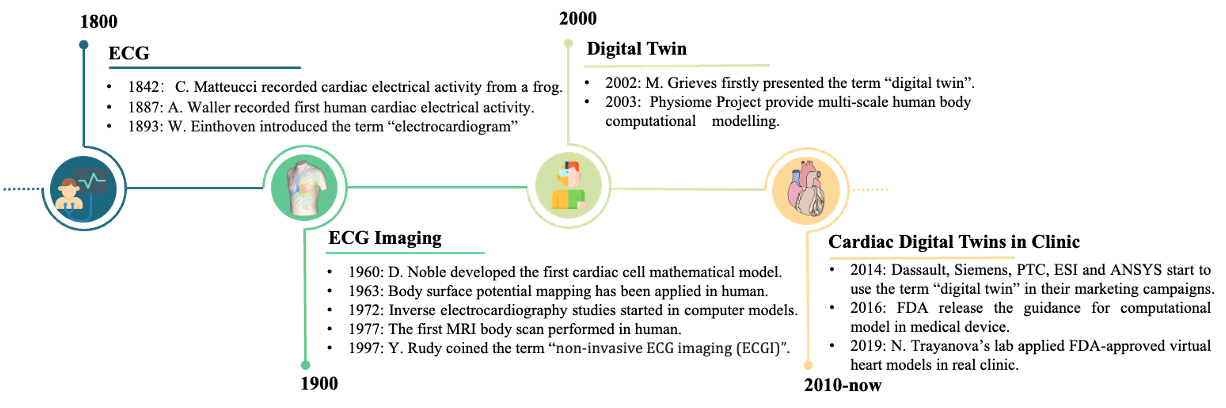 1800
ECG
• 1842: C. Matteucci recorded cardiac electrical activity from a frog.
• 1887: A. Waller recorded first human cardiac electrical activity.
• 1893: W. Einthoven introduced the term “electrocardiogram”
1900
ECG Imaging
• 1960: D. Noble developed the first cardiac cell mathematical model.
• 1963: Body surface potential mapping has been applied in human.
• 1972: Inverse electrocardiography studies started in computer models.
• 1977: The first MRI body scan performed in human.
• 1997: Y. Rudy coined the term “non-invasive ECG imaging (ECGI)”.
2000
Digital Twin
• 2002: M. Grieves firstly presented the term “digital twin”.
• 2003: Physiome Project provide multi-scale human body
computational modelling.
2010-now
Cardiac Digital Twins in Clinic
• 2014: Dassault, Siemens, PTC, ESI and ANSYS start to
use the term “digital twin” in their marketing campaigns.
• 2016: FDA release the guidance for computational
model in medical device.
• 2019: N. Trayanova’s lab applied FDA-approved virtual
heart models in real clinic.